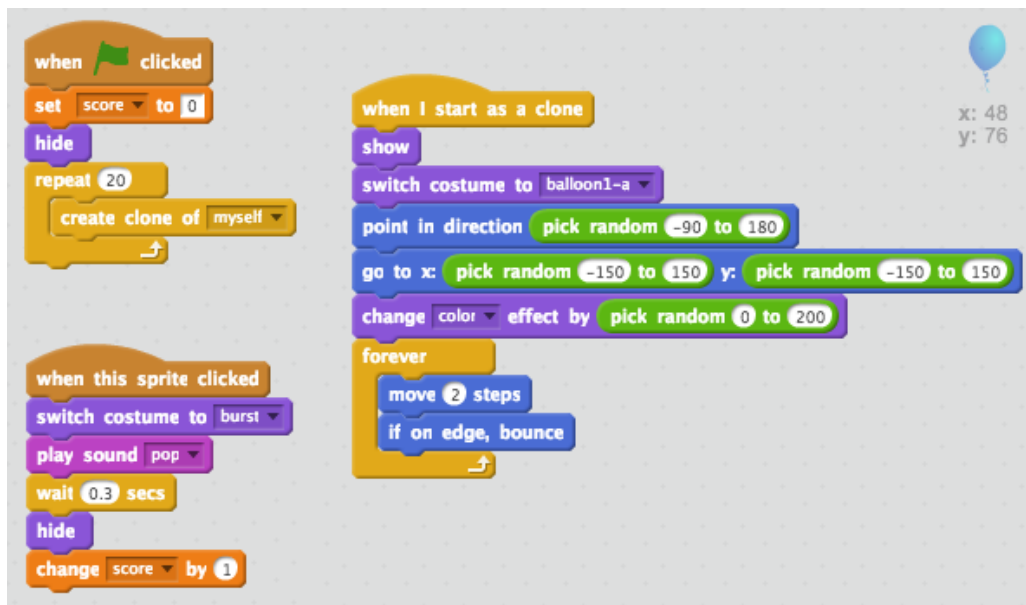 when clicked
set score to 0
hide
repeat 20
create clone of myself
when this sprite clicked
switch costume to burst
play sound pop
wait 0.3 secs
hide
change score by 1
when I start as a clone
show
switch costume to balloon1-a
point in direction pick random -90 to 180
go to x: pick random -150 to 150 y: pick random -150 to 150
change color effect by pick random 0 to 200
forever
move 2 steps
if on edge, bounce
x: 48
y: 76